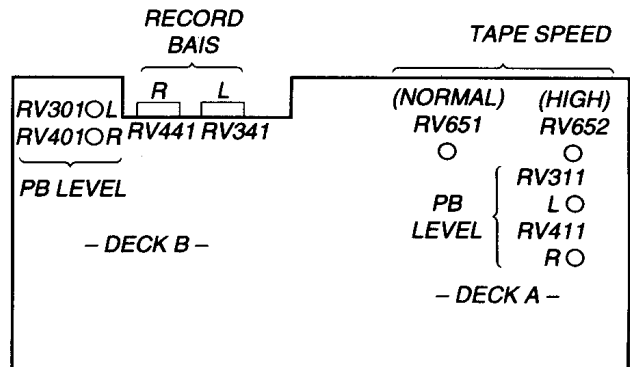 RECORD
BAIS
TAPE SPEED
R L
(NORMAL) (HIGH)
RV301 L
RV441 RV341
RV651 RV652
RV401 R
PB LEVEL
RV311
PB
LEVEL
L
RV411
R
– DECK B –
– DECK A –